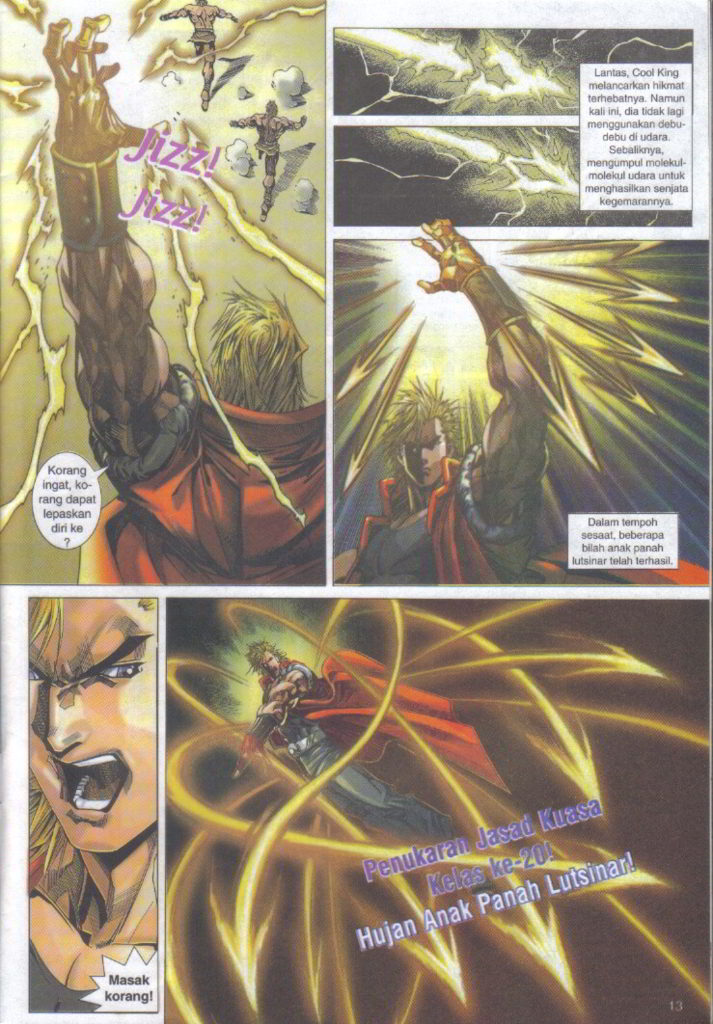 Jizz!
Jizz!
Korang
ingat, ko-
rang dapat
lepaskan
diri ke
?
Lantas, Cool King
melancarkan hikmat
terhebatnya. Namun
kali ini, dia tidak lagi
menggunakan debu-
debu di udara.
Sebaliknya,
mengumpul molekul-
molekul udara untuk
menghasilkan senjata
kegemarannya.
Dalam tempoh
sesaat, beberapa
bilah anak panah
lutsinar telah terhasil.
Masak
korang!
Penukaran Jasad Kuasa
Kelas ke-20!
Hujan Anak Panah Lutsinar!
13